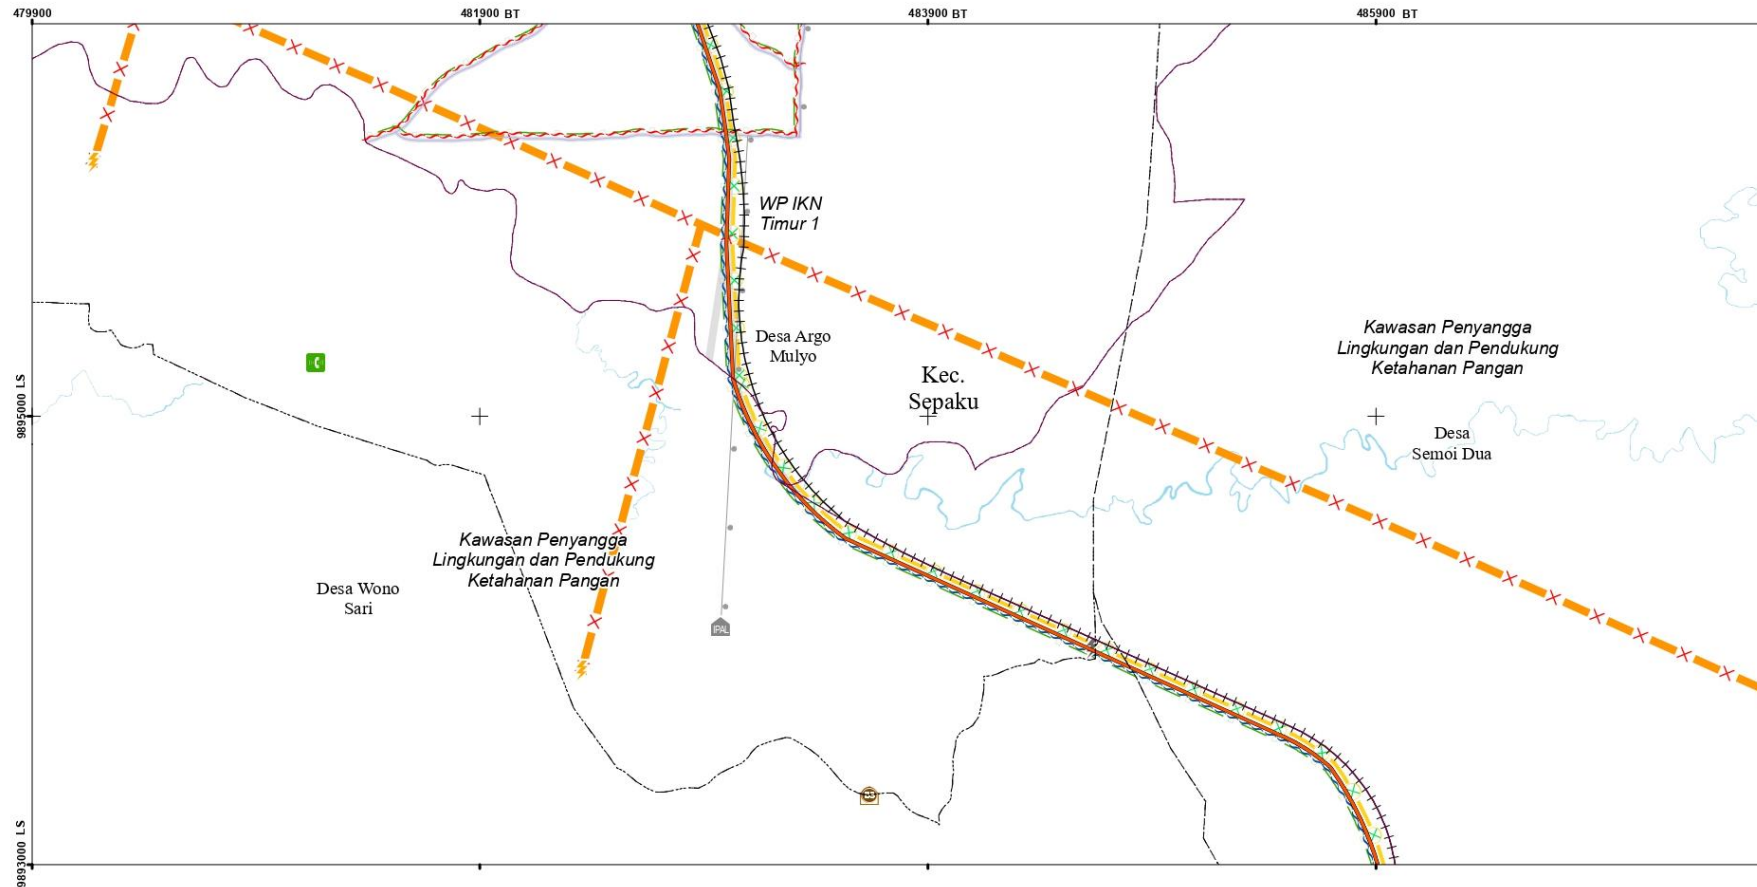 479900
481900 BT
483900 BT
485900 BT
WP IKN
Timur 1
Desa Argo
Mulyo
Kec.
Sepaku
Kawasan Penyangga
Lingkungan dan Pendukung
Ketahanan Pangan
9895000 LS
Desa
Semoi Dua
Kawasan Penyangga
Lingkungan dan Pendukung
Ketahanan Pangan
Desa Wono
Sari
IPAL
9893000 LS